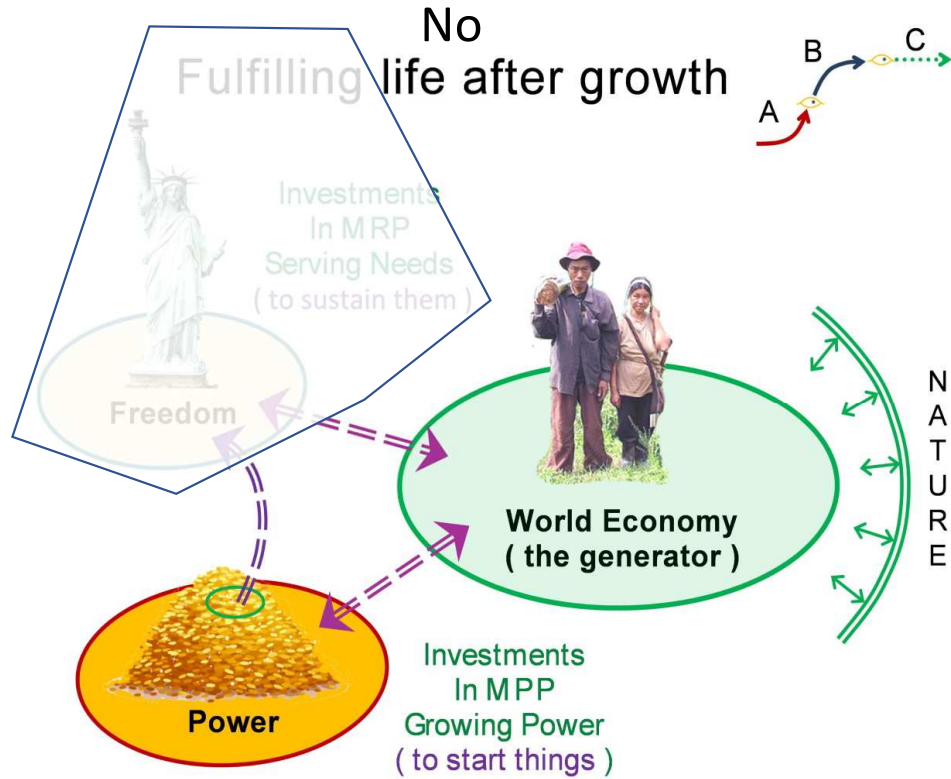 No
Fulfilling life after growth
A
B
C
Investments
In MRP
Serving Needs
( to sustain them )
Freedom
World Economy
( the generator )
NATURE
Power
Investments
In MPP
Growing Power
( to start things )